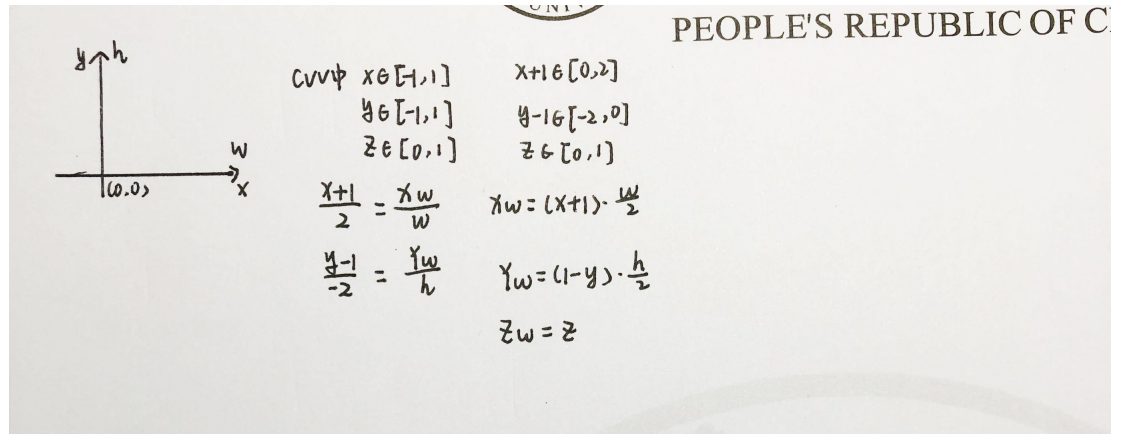 UNIV
PEOPLE'S REPUBLIC OF C
y h
w
x
(0,0)
cvv中 x∈[-1,1] x+1∈[0,2]
y∈[-1,1] y-1∈[-2,0]
z∈[0,1] z∈[0,1]
x+1/2 = xw/w xw=(x+1)·w/2
y-1/-2 = Yw/h Yw=(1-y)·h/2
Zw=z